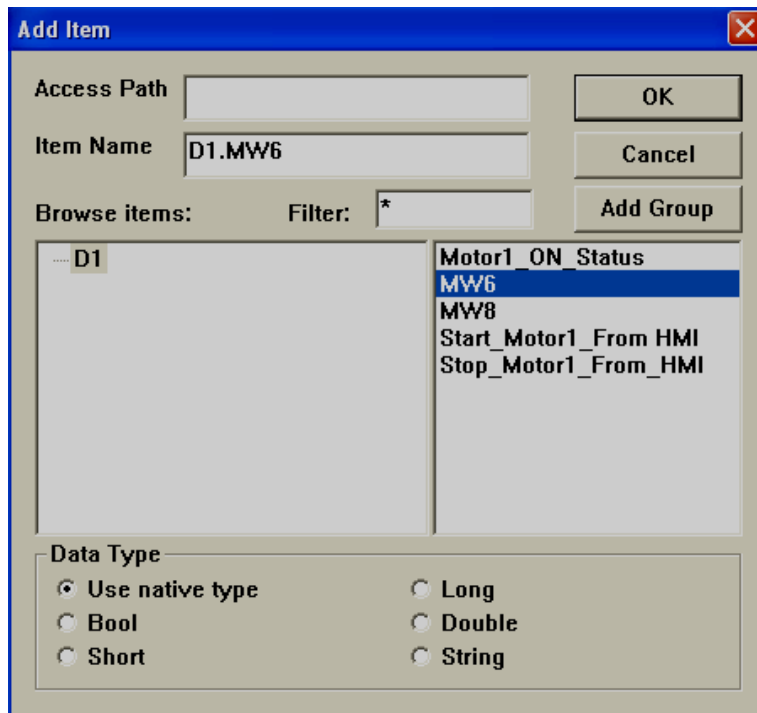 Add Item
Access Path
OK
Item Name D1.MW6
Cancel
Browse items: Filter: *
Add Group
D1
Motor1_ON_Status
MW6
MW8
Start_Motor1_From HMI
Stop_Motor1_From_HMI
Data Type
Use native type
Long
Bool
Double
Short
String